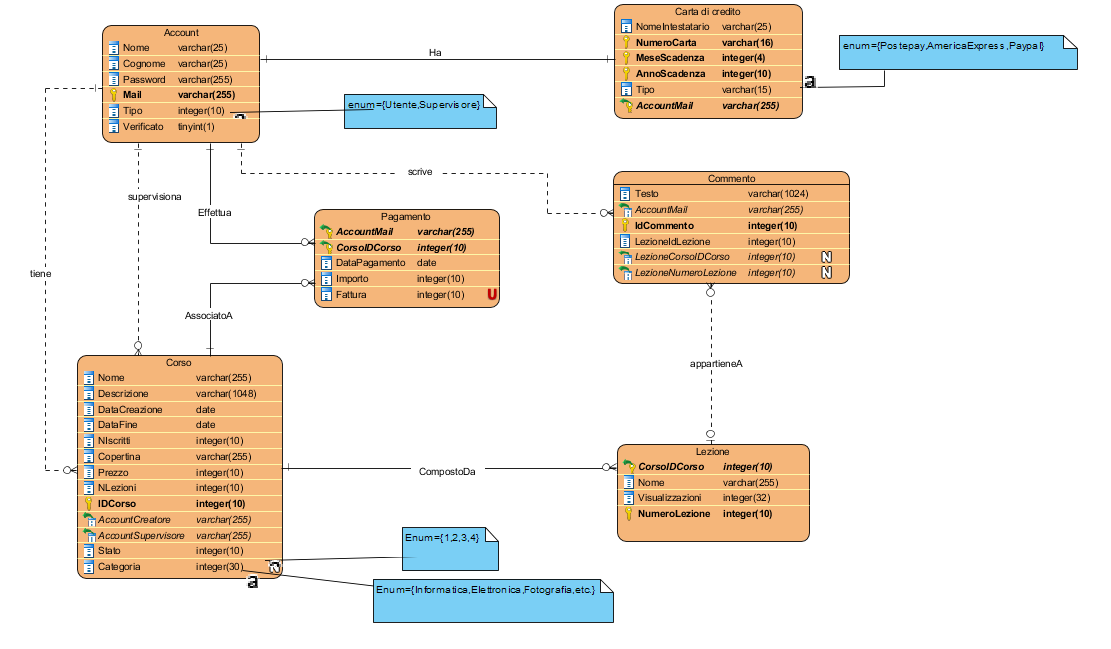 Account
Nome varchar(25)
Cognome varchar(25)
Password varchar(255)
Mail varchar(255)
Tipo integer(10)
Verificato tinyint(1)
Ha
Carta di credito
NomeIntestatario varchar(25)
NumeroCarta varchar(16)
MeseScadenza integer(4)
AnnoScadenza integer(10)
Tipo varchar(15)
AccountMail varchar(255)
a
enum={Postepay,AmericaExpress,Paypal}
enum={Utente,Supervisore}
a
scrive
supervisiona
Effettua
tiene
AssociatoA
Commento
Testo varchar(1024)
AccountMail varchar(255)
IdCommento integer(10)
LezioneIdLezione integer(10)
LezioneCorsoIDCorso integer(10) N
LezioneNumeroLezione integer(10) N
Pagamento
AccountMail varchar(255)
CorsoIDCorso integer(10)
DataPagamento date
Importo integer(10)
Fattura integer(10) U
appartieneA
Corso
Nome varchar(255)
Descrizione varchar(1048)
DataCreazione date
DataFine date
NIscritti integer(10)
Copertina varchar(255)
Prezzo integer(10)
NLezioni integer(10)
IDCorso integer(10)
AccountCreatore varchar(255)
AccountSupervisore varchar(255)
Stato integer(10)
Categoria integer(30)
a
CompostoDa
Lezione
CorsoIDCorso integer(10)
Nome varchar(255)
Visualizzazioni integer(32)
NumeroLezione integer(10)
Enum={1,2,3,4}
Enum={Informatica,Elettronica,Fotografia,etc.}